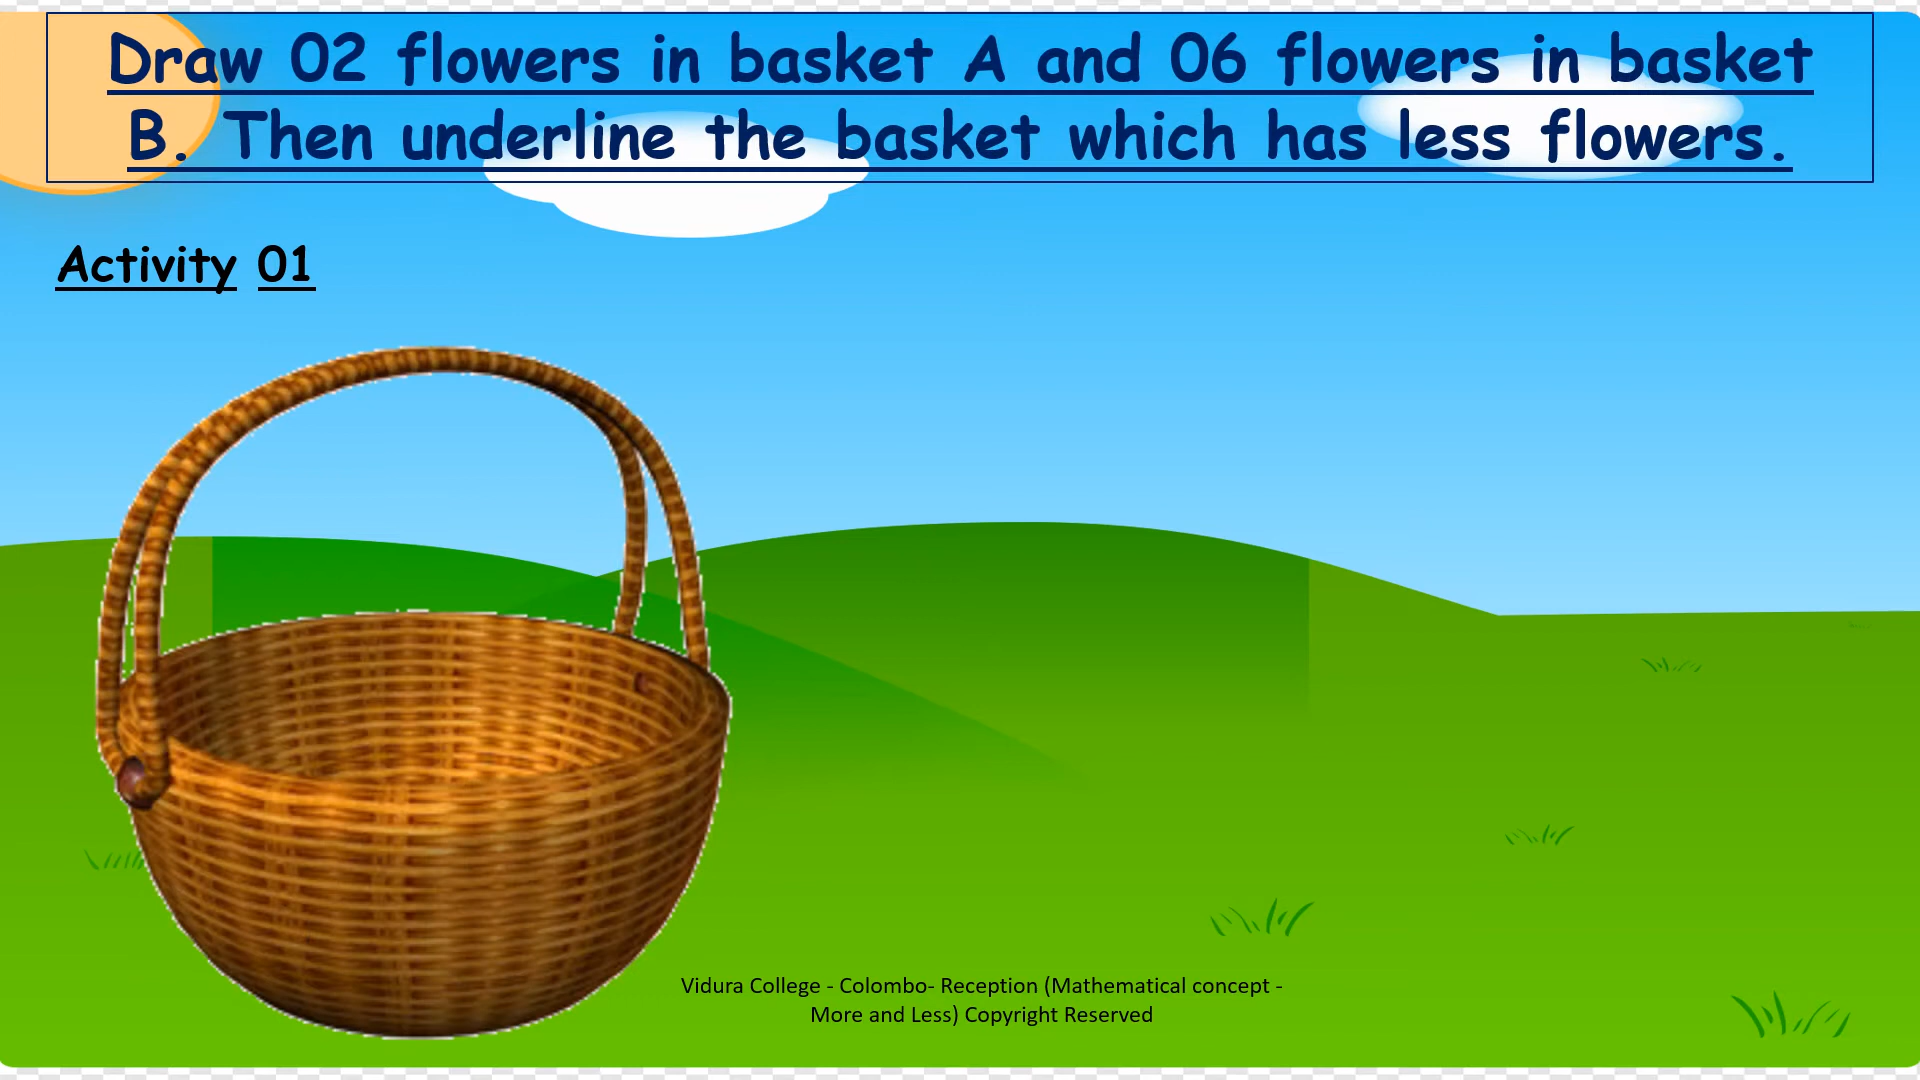 Draw 02 flowers in basket A and 06 flowers in basket
B. Then underline the basket which has less flowers.
Activity 01
Vidura College - Colombo- Reception (Mathematical concept -
More and Less) Copyright Reserved